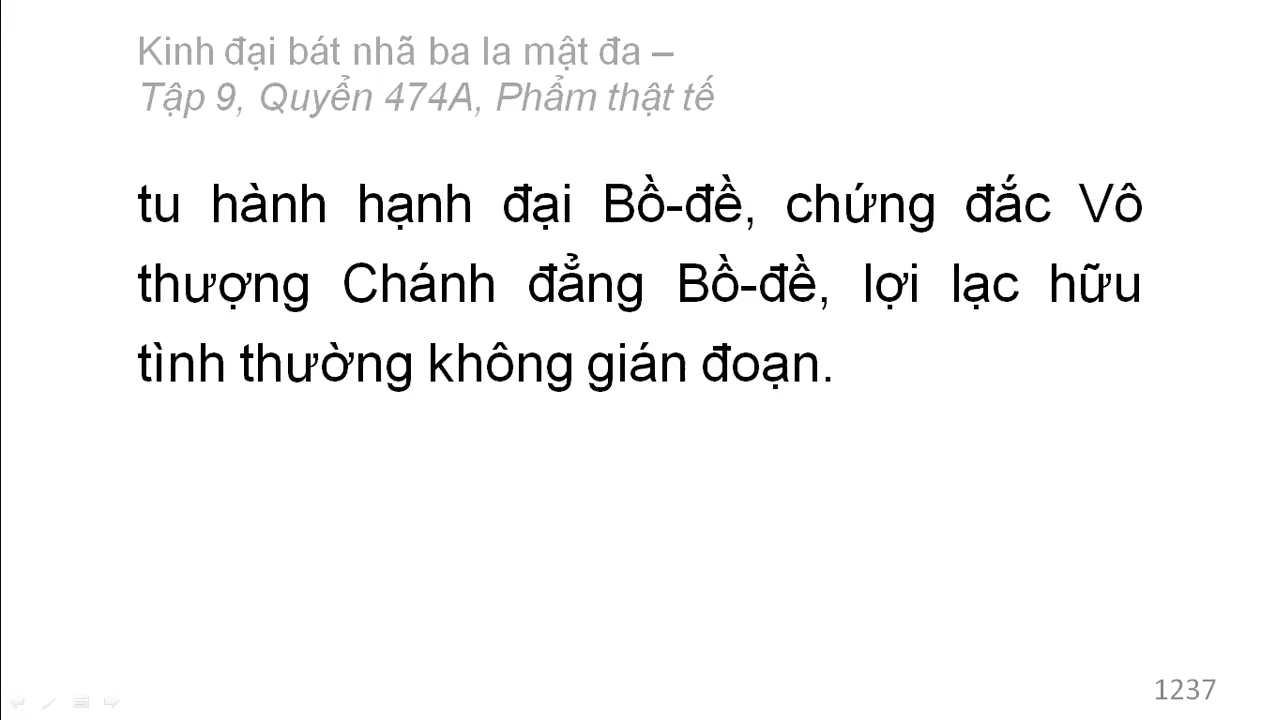 Kinh đại bát nhã ba la mật đa –
Tập 9, Quyển 474A, Phẩm thật tế
tu hành hạnh đại Bồ-đề, chứng đắc Vô
thượng Chánh đẳng Bồ-đề, lợi lạc hữu
tình thường không gián đoạn.
1237